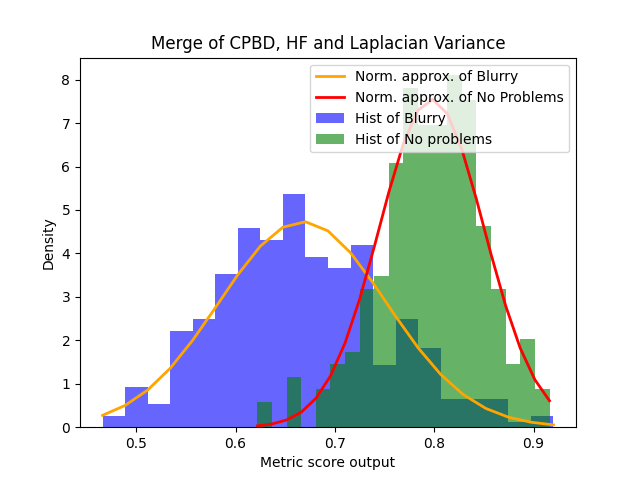 Merge of CPBD, HF and Laplacian Variance
Norm. approx. of Blurry
Norm. approx. of No Problems
Hist of Blurry
Hist of No problems
Density
8
7
6
5
4
3
2
1
0
0.5 0.6 0.7 0.8 0.9
Metric score output